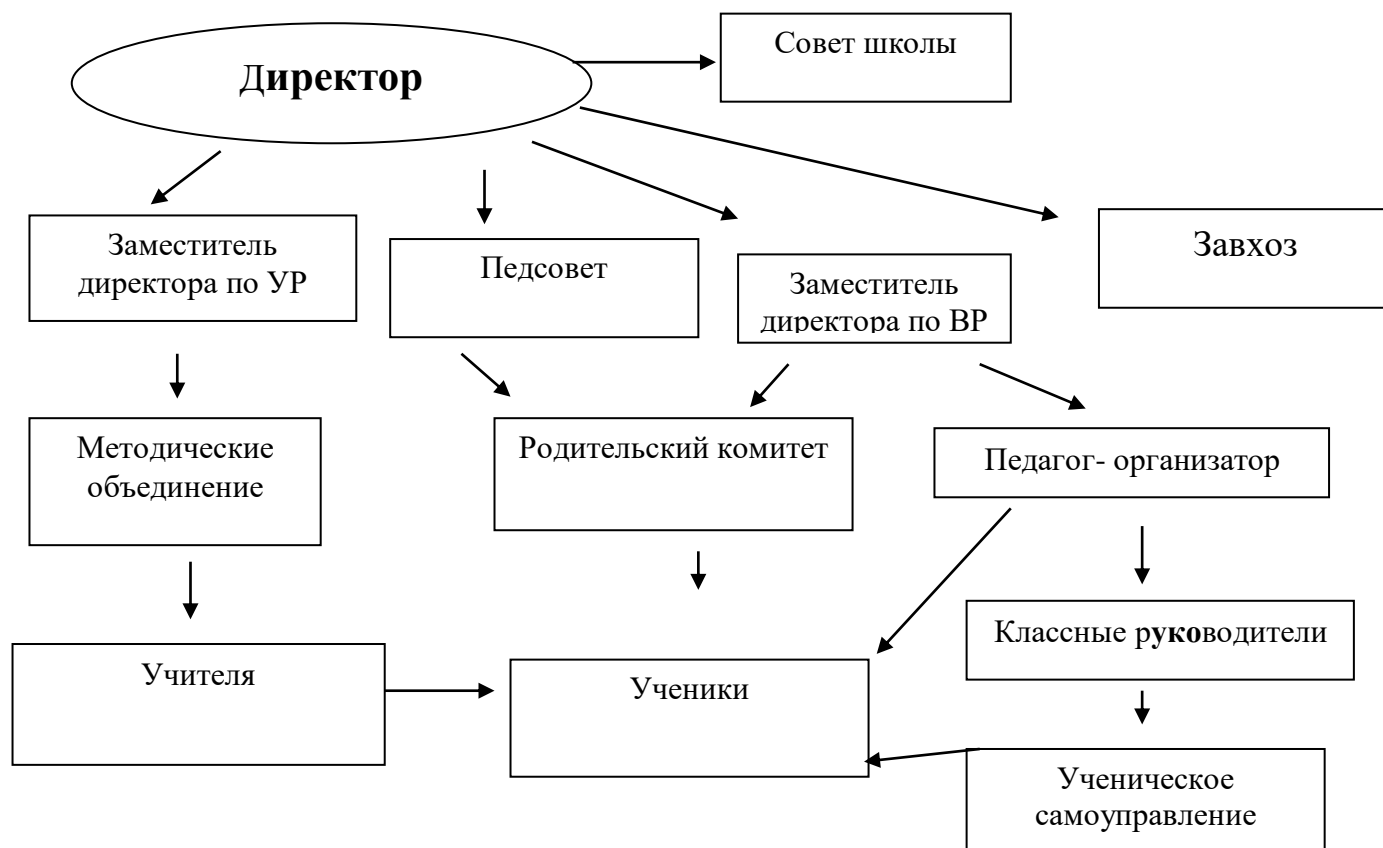 Совет школы
Директор
Заместитель
директора по УР
Педсовет
Заместитель
директора по ВР
Завхоз
Методические
объединение
Родительский комитет
Педагог- организатор
Классные руководители
Учителя
Ученики
Ученическое
самоуправление